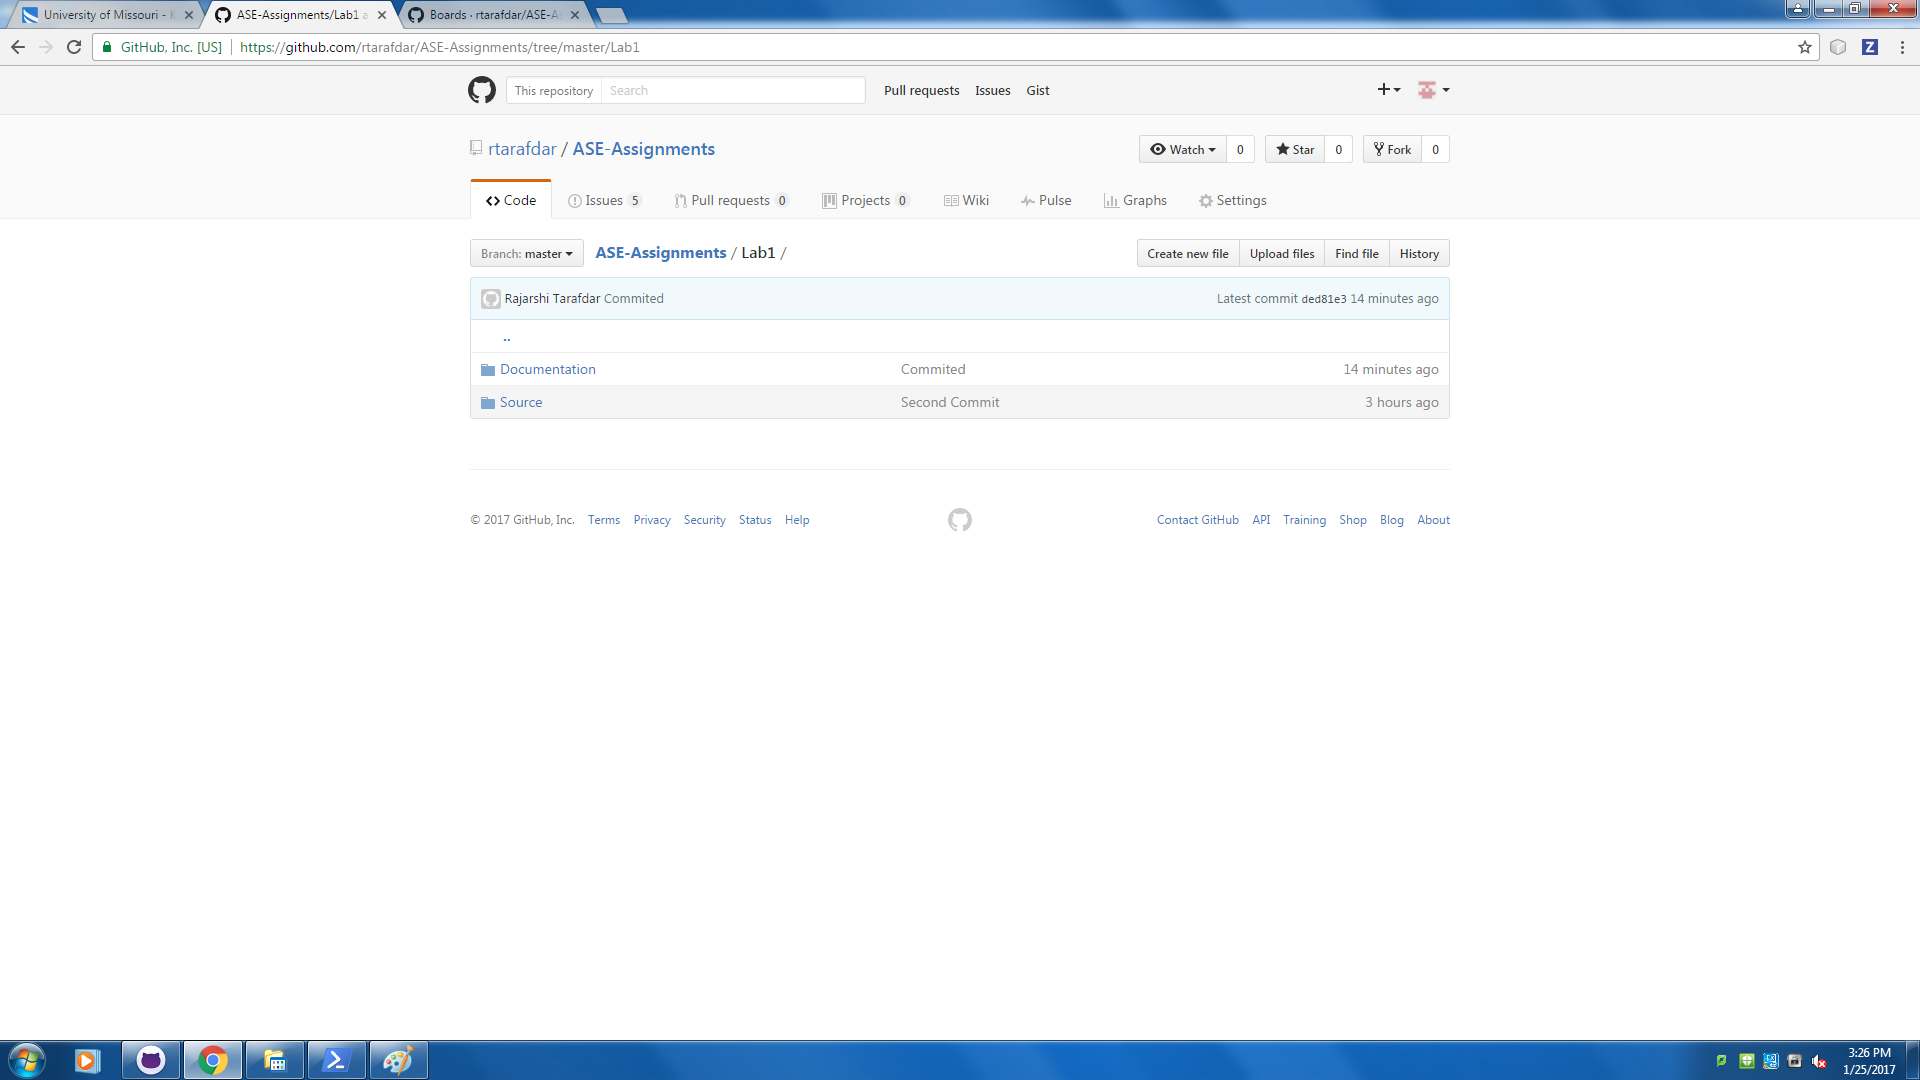 University of Missouri - K
ASE-Assignments/Lab1 a
Boards · rtarafdar/ASE-A
GitHub, Inc. [US] https://github.com/rtarafdar/ASE-Assignments/tree/master/Lab1
This repository Search Pull requests Issues Gist
rtarafdar / ASE-Assignments Watch 0 Star 0 Fork 0
Code Issues 5 Pull requests 0 Projects 0 Wiki Pulse Graphs Settings
Branch: master ASE-Assignments / Lab1 / Create new file Upload files Find file History
Rajarshi Tarafdar Commited Latest commit ded81e3 14 minutes ago
..
Documentation Commited 14 minutes ago
Source Second Commit 3 hours ago
© 2017 GitHub, Inc. Terms Privacy Security Status Help Contact GitHub API Training Shop Blog About
3:26 PM
1/25/2017